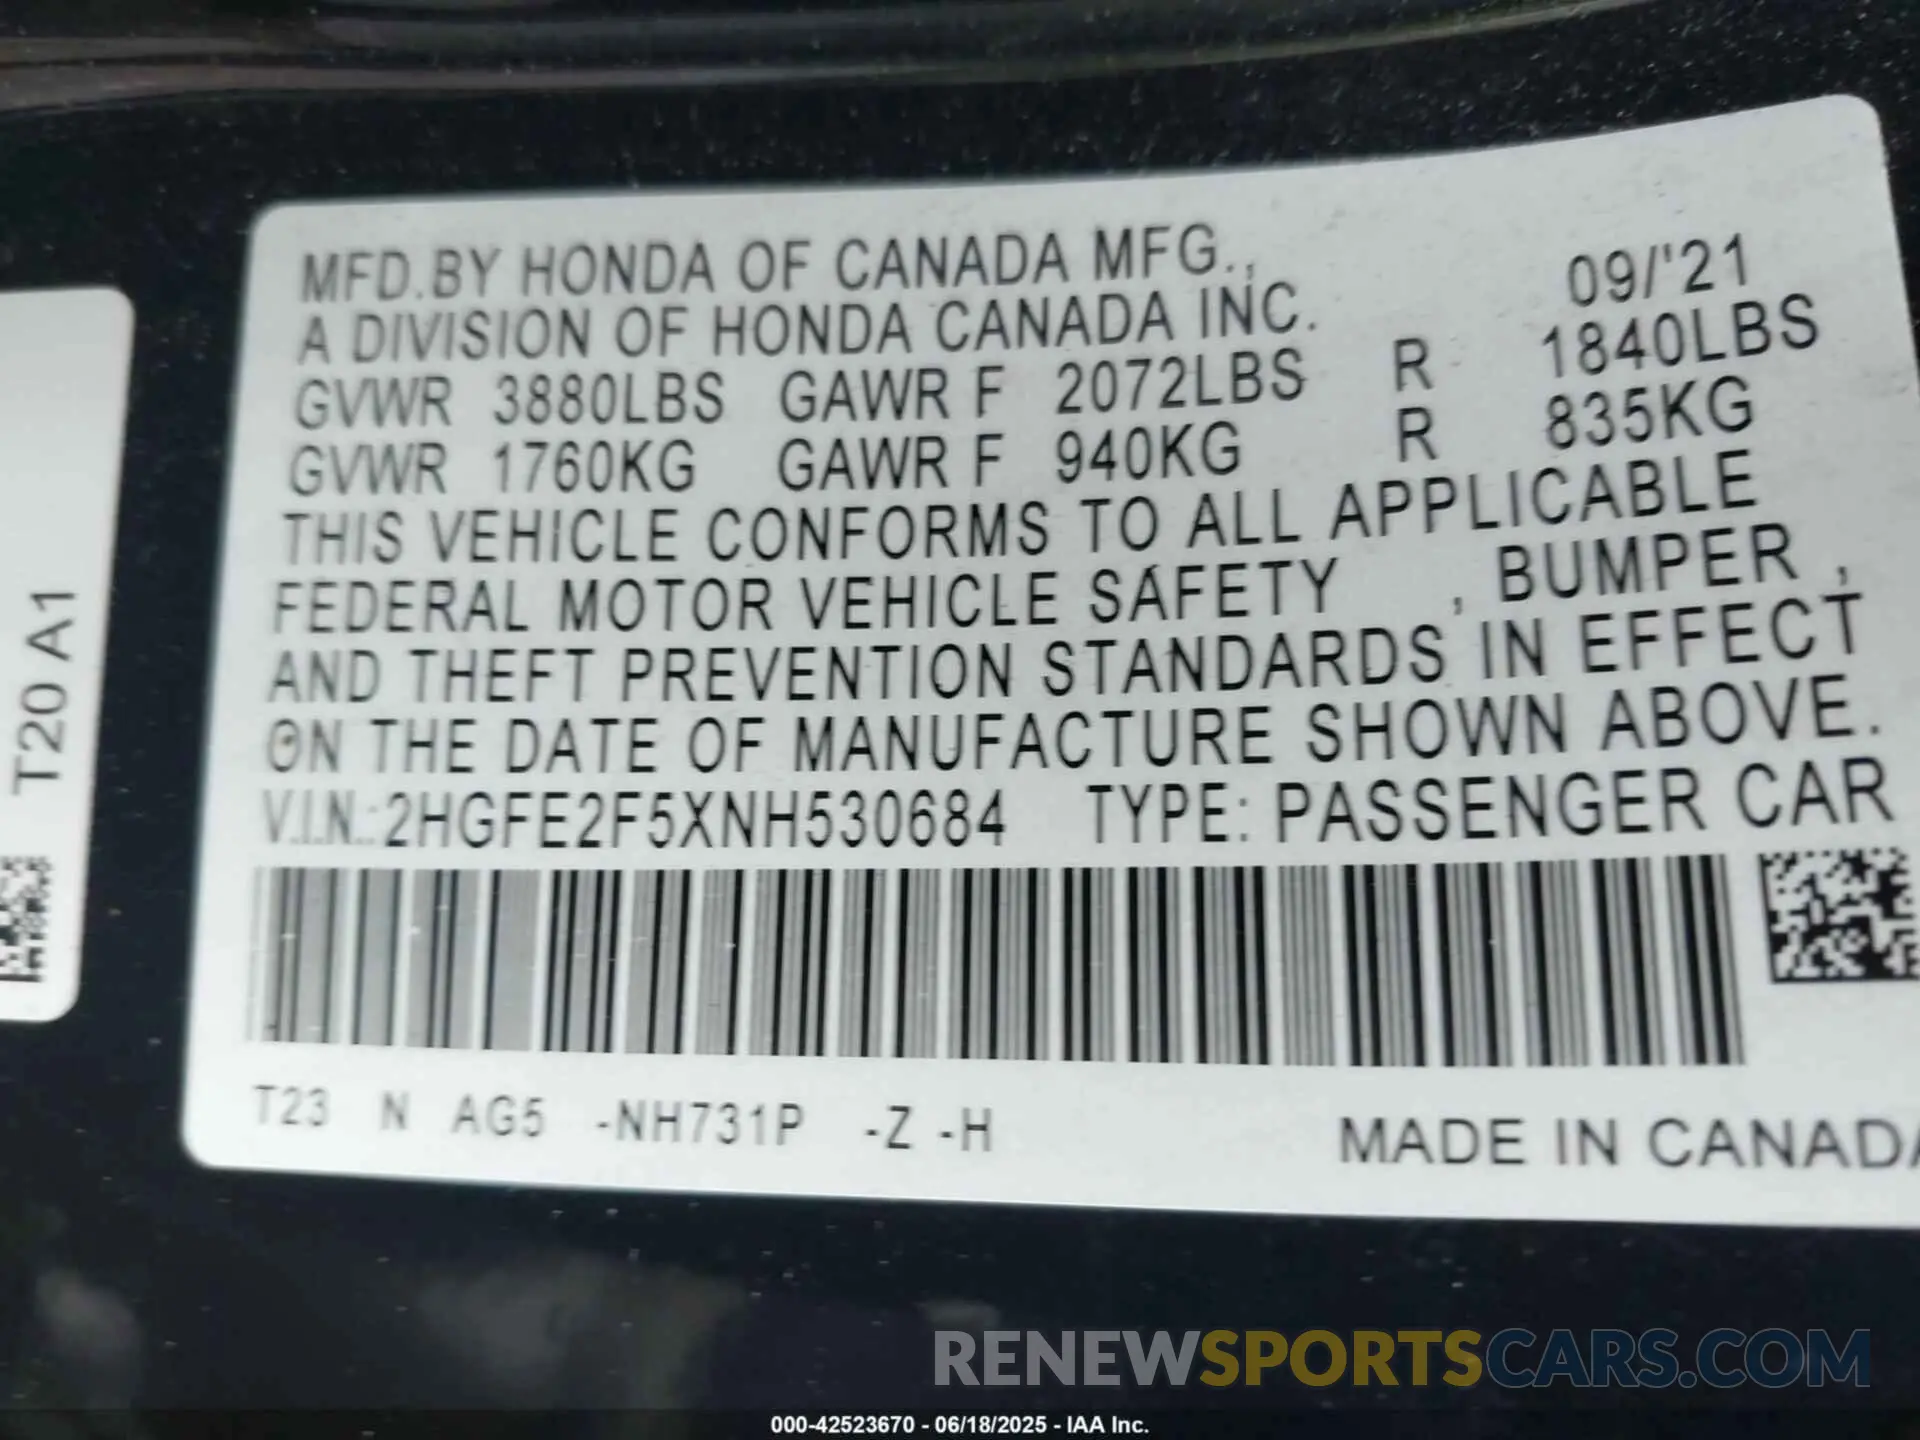 MFD.BY HONDA OF CANADA MFG.,
A DIVISION OF HONDA CANADA INC. 09/'21
GVWR 3880LBS GAWR F 2072LBS R 1840LBS
GVWR 1760KG GAWR F 940KG R 835KG
THIS VEHICLE CONFORMS TO ALL APPLICABLE
FEDERAL MOTOR VEHICLE SAFETY , BUMPER ,
AND THEFT PREVENTION STANDARDS IN EFFECT
ON THE DATE OF MANUFACTURE SHOWN ABOVE.
V.I.N.:2HGFE2F5XNH530684 TYPE: PASSENGER CAR
T23 N AG5 -NH731P -Z -H
MADE IN CANADA
T20 A1
RENEWSPORTSCARS.COM
000-42523670 - 06/18/2025 - IAA Inc.